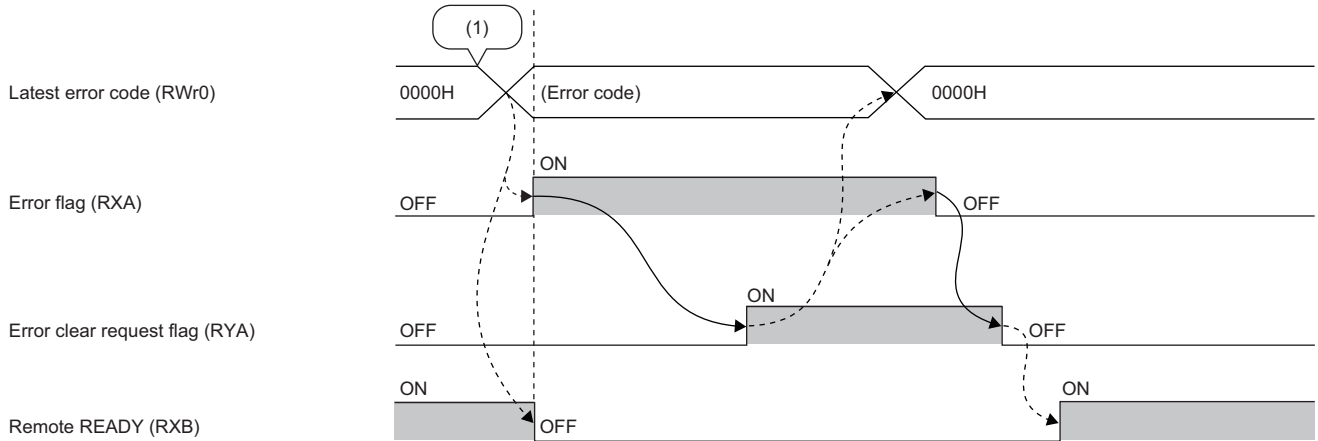 (1)
Latest error code (RWr0)
0000H
(Error code)
0000H
ON
Error flag (RXA)
OFF
OFF
ON
Error clear request flag (RYA)
OFF
OFF
ON
ON
Remote READY (RXB)
OFF